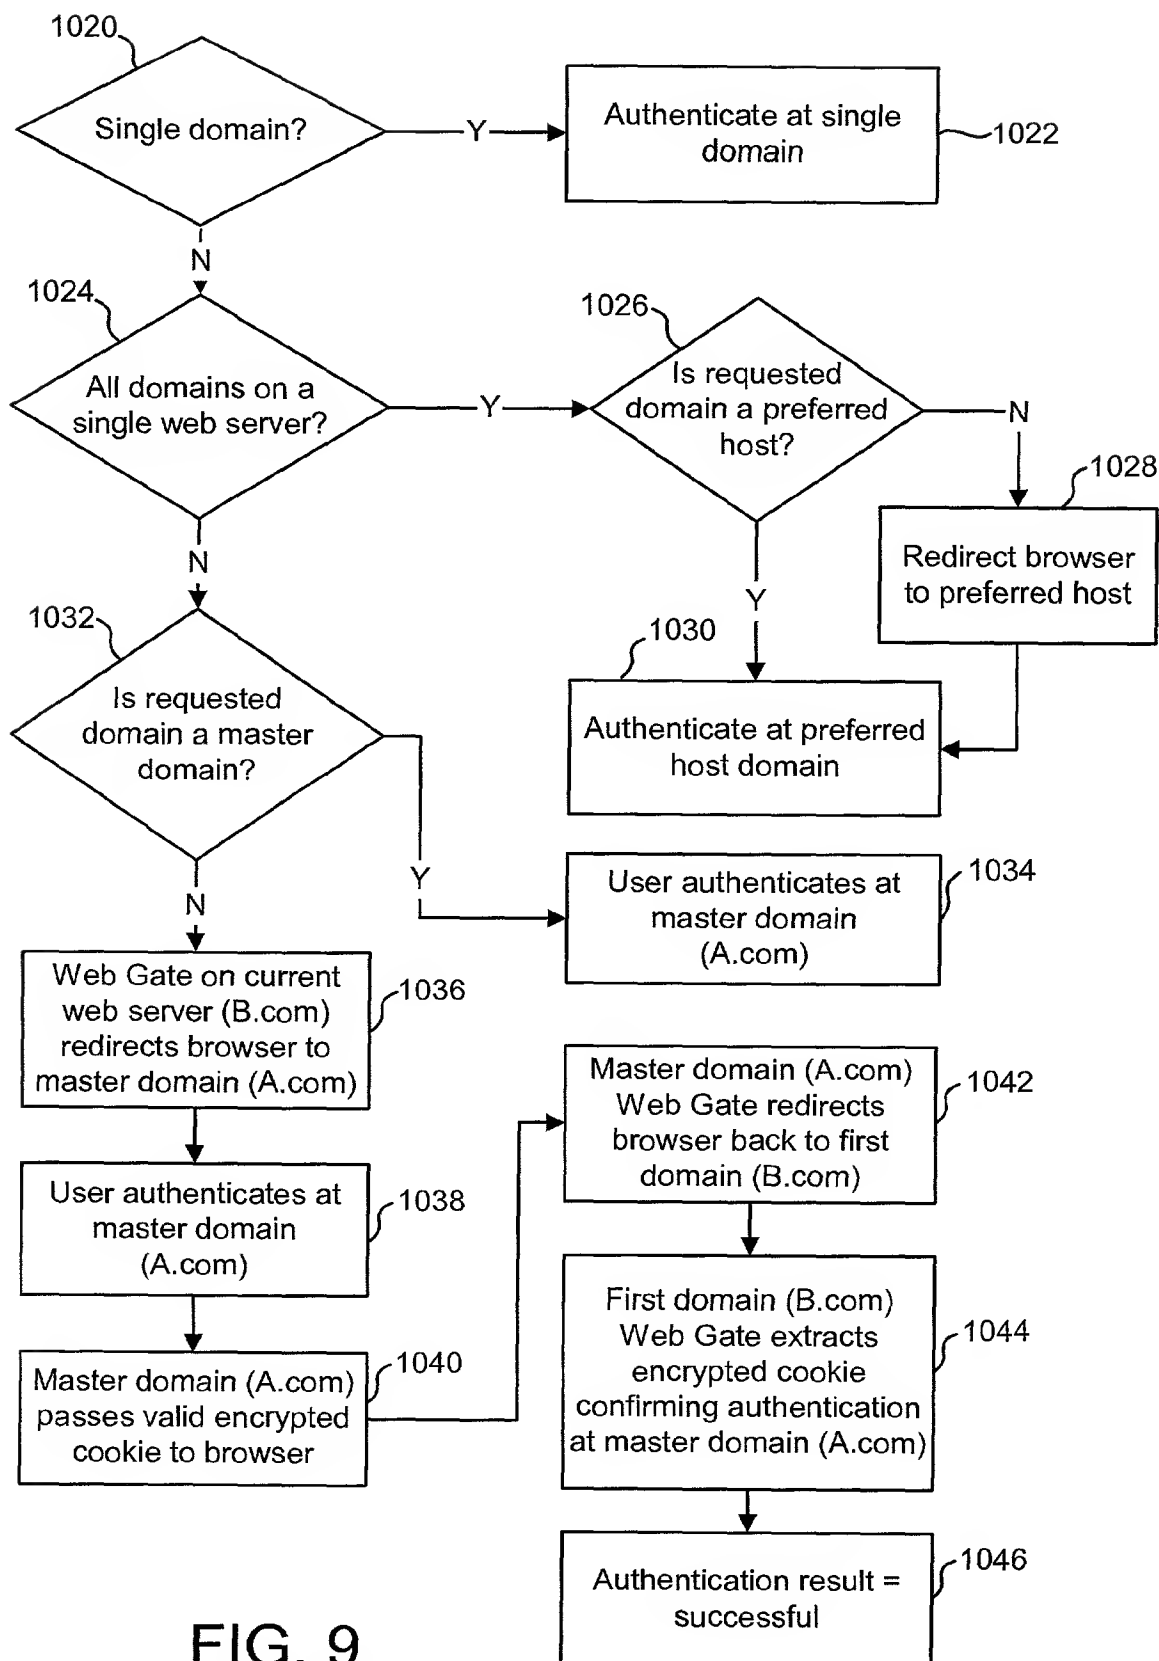 1020
Single domain?
Y
Authenticate at single
domain
1022
N
1024
All domains on a
single web server?
Y
1026
Is requested
domain a preferred
host?
N
1028
Redirect browser
to preferred host
Y
1030
Authenticate at preferred
host domain
N
1032
Is requested
domain a master
domain?
Y
1034
User authenticates at
master domain
(A.com)
N
Web Gate on current
web server (B.com)
redirects browser to
master domain (A.com)
1036
User authenticates at
master domain
(A.com)
1038
Master domain (A.com)
passes valid encrypted
cookie to browser
1040
Master domain (A.com)
Web Gate redirects
browser back to first
domain (B.com)
1042
First domain (B.com)
Web Gate extracts
encrypted cookie
confirming authentication
at master domain (A.com)
1044
Authentication result =
successful
1046
FIG. 9